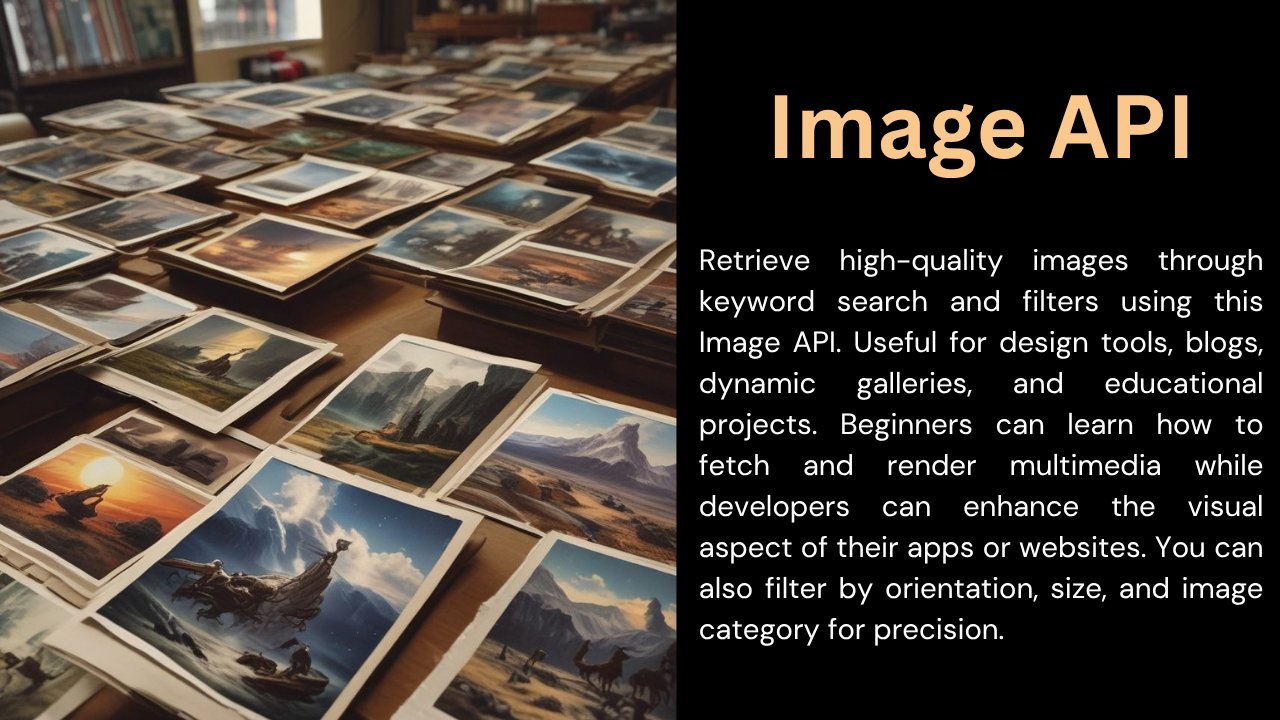 Image API
Retrieve high-quality images through
keyword search and filters using this
Image API. Useful for design tools, blogs,
dynamic galleries, and educational
projects. Beginners can learn how to
fetch and render multimedia while
developers can enhance the visual
aspect of their apps or websites. You can
also filter by orientation, size, and image
category for precision.